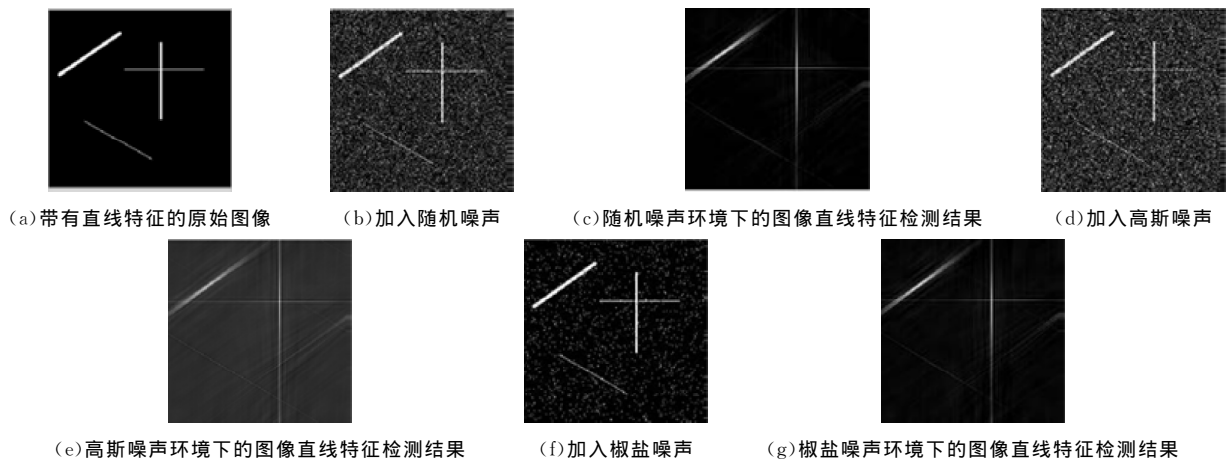 (a)带有直线特征的原始图像
(b)加入随机噪声
(c)随机噪声环境下的图像直线特征检测结果
(d)加入高斯噪声
(e)高斯噪声环境下的图像直线特征检测结果
(f)加入椒盐噪声
(g)椒盐噪声环境下的图像直线特征检测结果